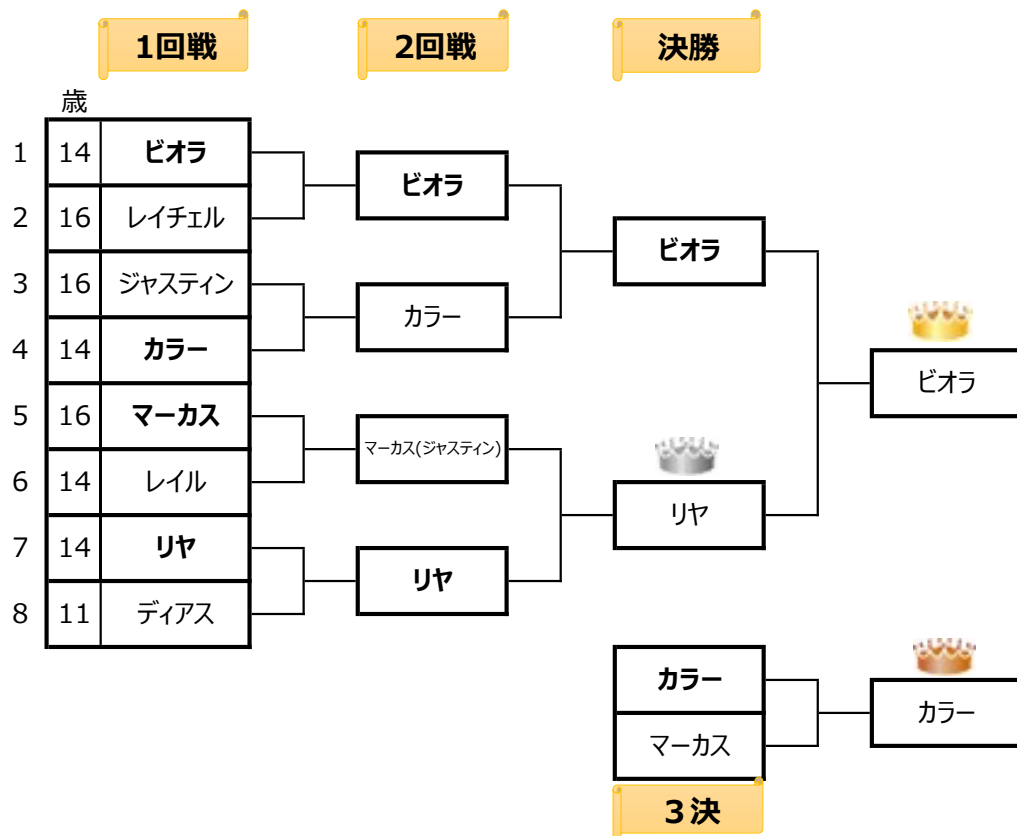 1回戦 2回戦 決勝
歳
1 14 ビオラ
2 16 レイチェル
3 16 ジャスティン
4 14 カラー
5 16 マーカス
6 14 レイル
7 14 リヤ
8 11 ディアス
ビオラ
カラー
マーカス(ジャスティン)
リヤ
ビオラ
リヤ
ビオラ
カラー
マーカス
カラー
3決